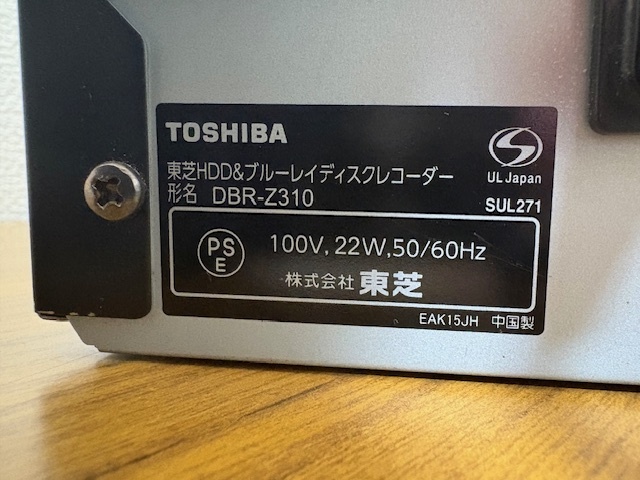 TOSHIBA
東芝HDD&ブルーレイディスクレコーダー
形名 DBR-Z310
S
UL Japan
SUL271
PS
E
100V, 22W, 50/60Hz
株式会社 東芝
EAK15JH 中国製